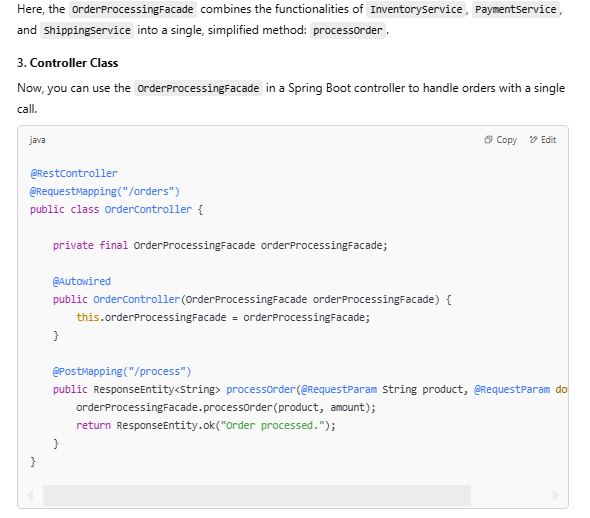 Here, the OrderProcessingFacade combines the functionalities of InventoryService, PaymentService,
and ShippingService into a single, simplified method: processOrder.
3. Controller Class
Now, you can use the OrderProcessingFacade in a Spring Boot controller to handle orders with a single
call.
java Copy Edit
@RestController
@RequestMapping("/orders")
public class OrderController {
    private final OrderProcessingFacade orderProcessingFacade;
    @Autowired
    public OrderController(OrderProcessingFacade orderProcessingFacade) {
        this.orderProcessingFacade = orderProcessingFacade;
    }
    @PostMapping("/process")
    public ResponseEntity<String> processOrder(@RequestParam String product, @RequestParam do
        orderProcessingFacade.processOrder(product, amount);
        return ResponseEntity.ok("Order processed.");
    }
}